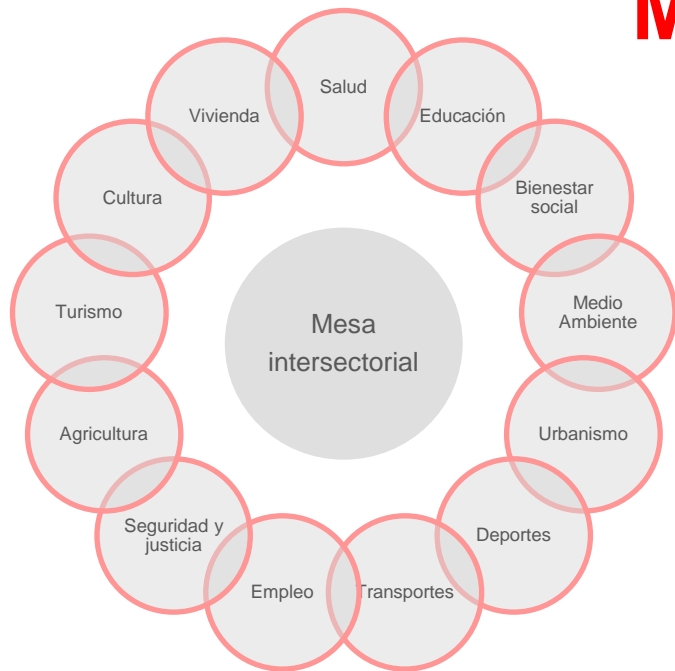 M
Salud
Educación
Bienestar
social
Medio
Ambiente
Urbanismo
Deportes
Transportes
Empleo
Seguridad y
justicia
Agricultura
Turismo
Cultura
Vivienda
Mesa
intersectorial